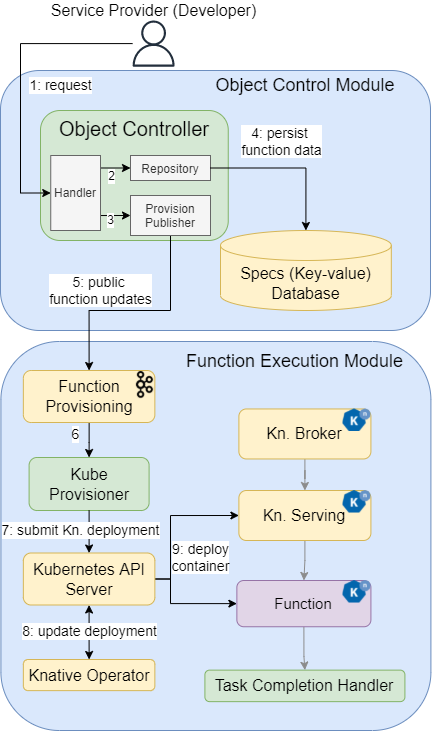 Service Provider (Developer)
1: request
Object Control Module
Object Controller
Handler
2
Repository
3
Provision
Publisher
4: persist
function data
5: public
function updates
Specs (Key-value)
Database
Function Execution Module
Function
Provisioning
6
Kube
Provisioner
7: submit Kn. deployment
Kubernetes API
Server
8: update deployment
Knative Operator
9: deploy
container
Kn. Broker
Kn. Serving
Function
Task Completion Handler